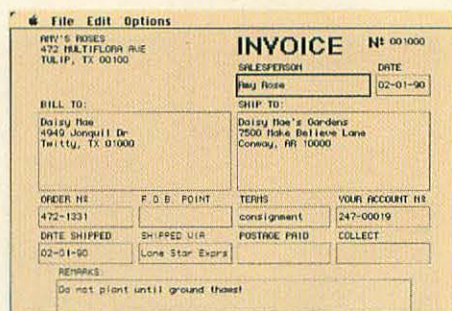 File Edit Options
AMY'S ROSES
472 MULTIFLORA AVE
TULIP, TX 00100
INVOICE
Nº 001000
SALESPERSON
DATE
Amy Rose
02-01-90
BILL TO:
SHIP TO:
Daisy Mae
4949 Jonquil Dr
Twitty, TX 01000
Daisy Mae's Gardens
7500 Make Believe Lane
Conway, AR 10000
ORDER Nº
F.O.B. POINT
TERMS
YOUR ACCOUNT Nº
472-1331
consignment
247-00019
DATE SHIPPED
SHIPPED VIA
POSTAGE PAID
COLLECT
02-01-90
Lone Star Exprs
REMARKS:
Do not plant until ground thaws!